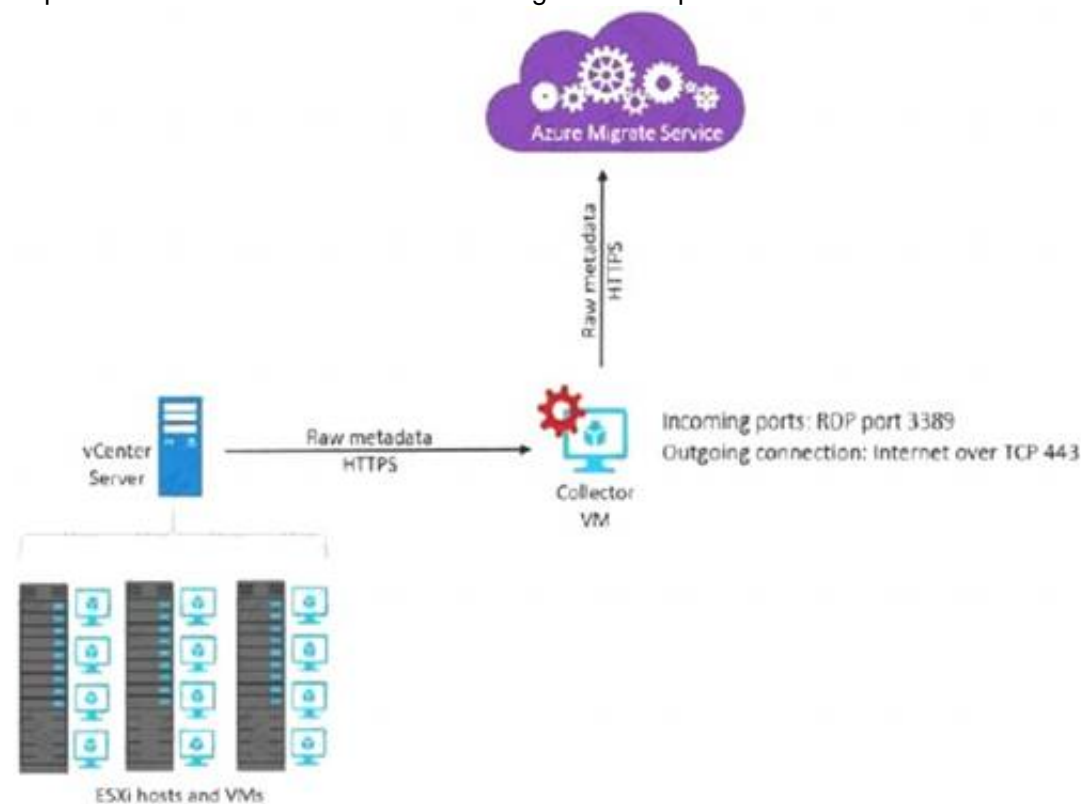 Azure Migrate Service
Raw metadata
HTTPS
vCenter
Server
Raw metadata
HTTPS
Collector
VM
Incoming ports: RDP port 3389
Outgoing connection: Internet over TCP 443
ESXi hosts and VMs